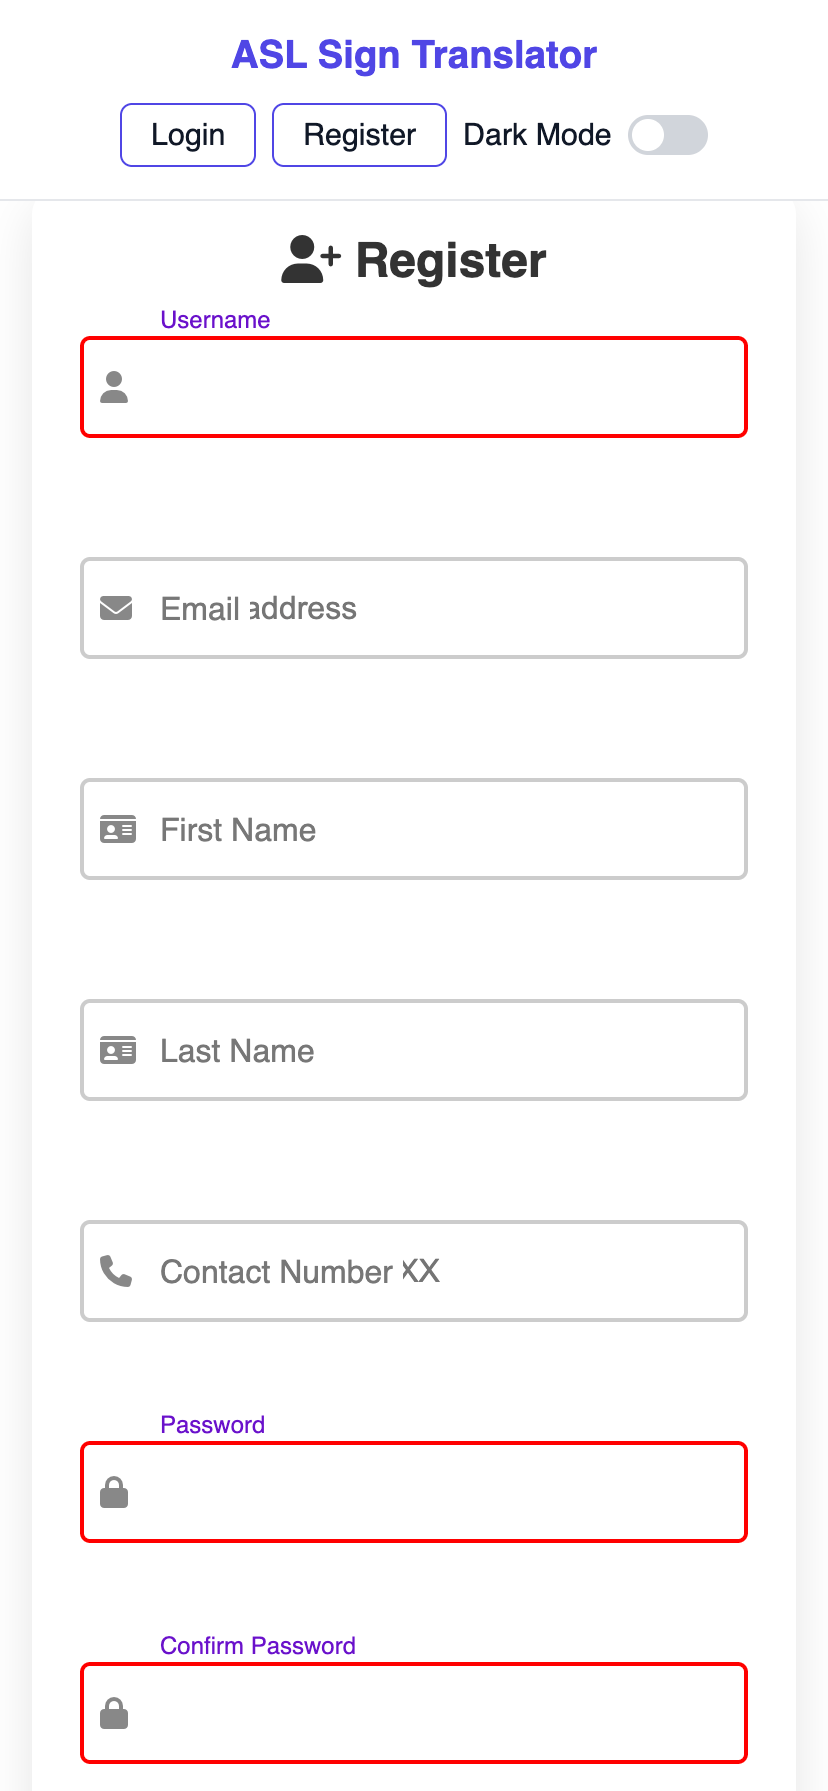 ASL Sign Translator
Login Register Dark Mode
Register
Username
Email address
First Name
Last Name
Contact Number XX
Password
Confirm Password